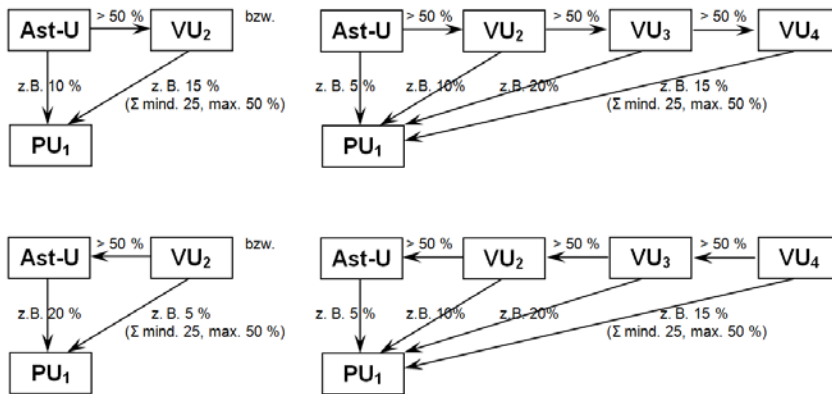 Ast-U > 50 % VU2 bzw.
z.B. 10 % z. B. 15 %
(Σ mind. 25, max. 50 %)
PU1
Ast-U > 50 % VU2 > 50 % VU3 > 50 % VU4
z. B. 5 % z.B. 10% z. B. 20% z. B. 15 %
(Σ mind. 25, max. 50 %)
PU1
Ast-U > 50 % VU2 bzw.
z.B. 20 % z. B. 5 %
(Σ mind. 25, max. 50 %)
PU1
Ast-U > 50 % VU2 > 50 % VU3 > 50 % VU4
z. B. 5 % z.B. 10% z. B. 20% z. B. 15 %
(Σ mind. 25, max. 50 %)
PU1